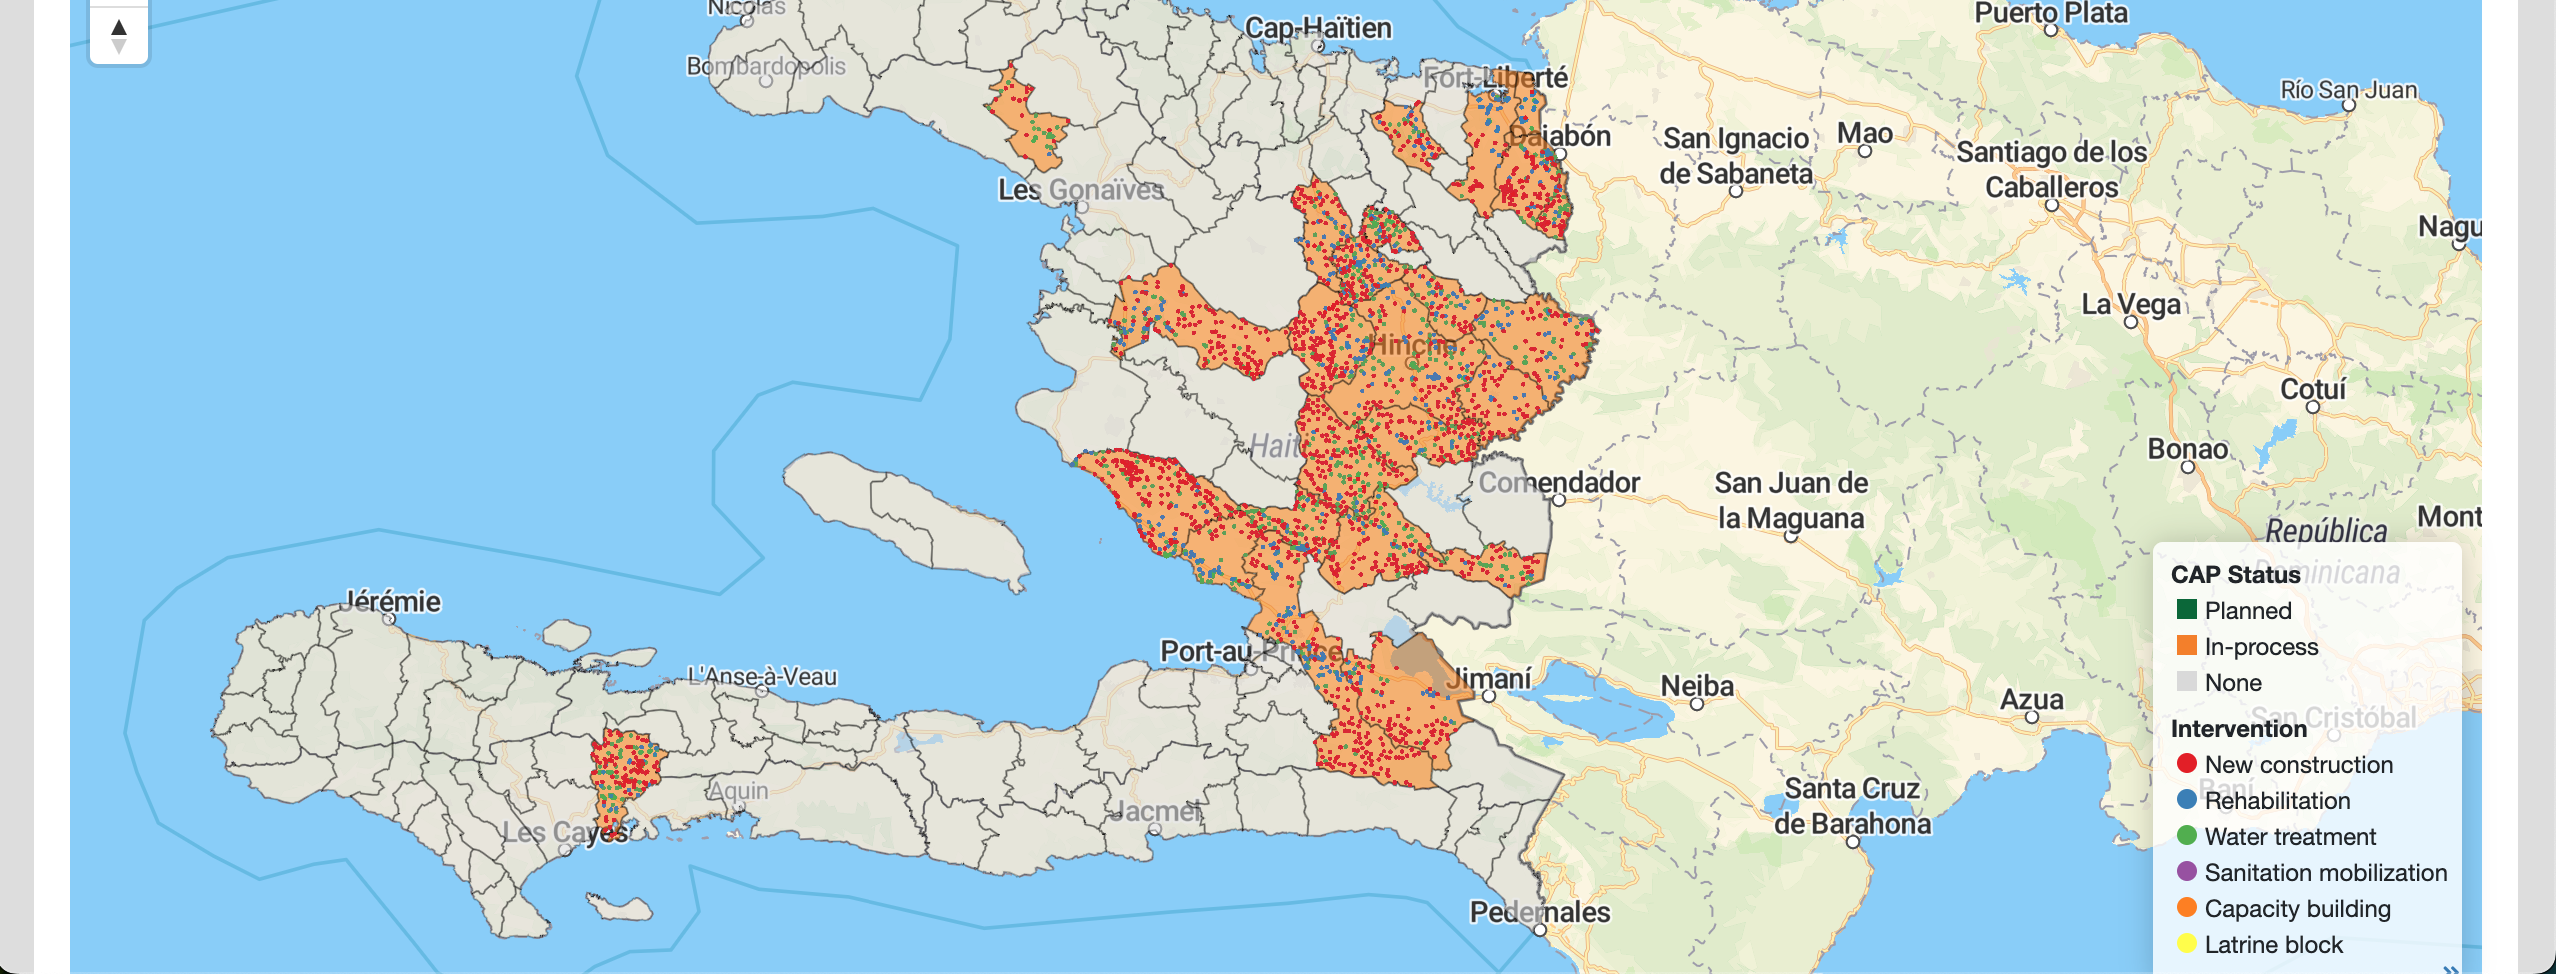 Nicolas
Cap-Haïtien
Puerto Plata
Bombardopolis
Fort-Liberté
Río San Juan
Dajabón
San Ignacio
de Sabaneta
Mao
Santiago de los
Caballeros
Les Gonaïves
Nagu
La Vega
Hinche
Cotuí
Haït
Bonao
Comendador
San Juan de
la Maguana
República
Dominicana
Mont
Jérémie
Port-au-Prince
L'Anse-à-Veau
Jimaní
Neiba
Azua
San Cristóbal
Aquin
Les Cayes
Jacmel
Santa Cruz
de Barahona
Baní
Pedernales
CAP Status
Planned
In-process
None
Intervention
New construction
Rehabilitation
Water treatment
Sanitation mobilization
Capacity building
Latrine block
»